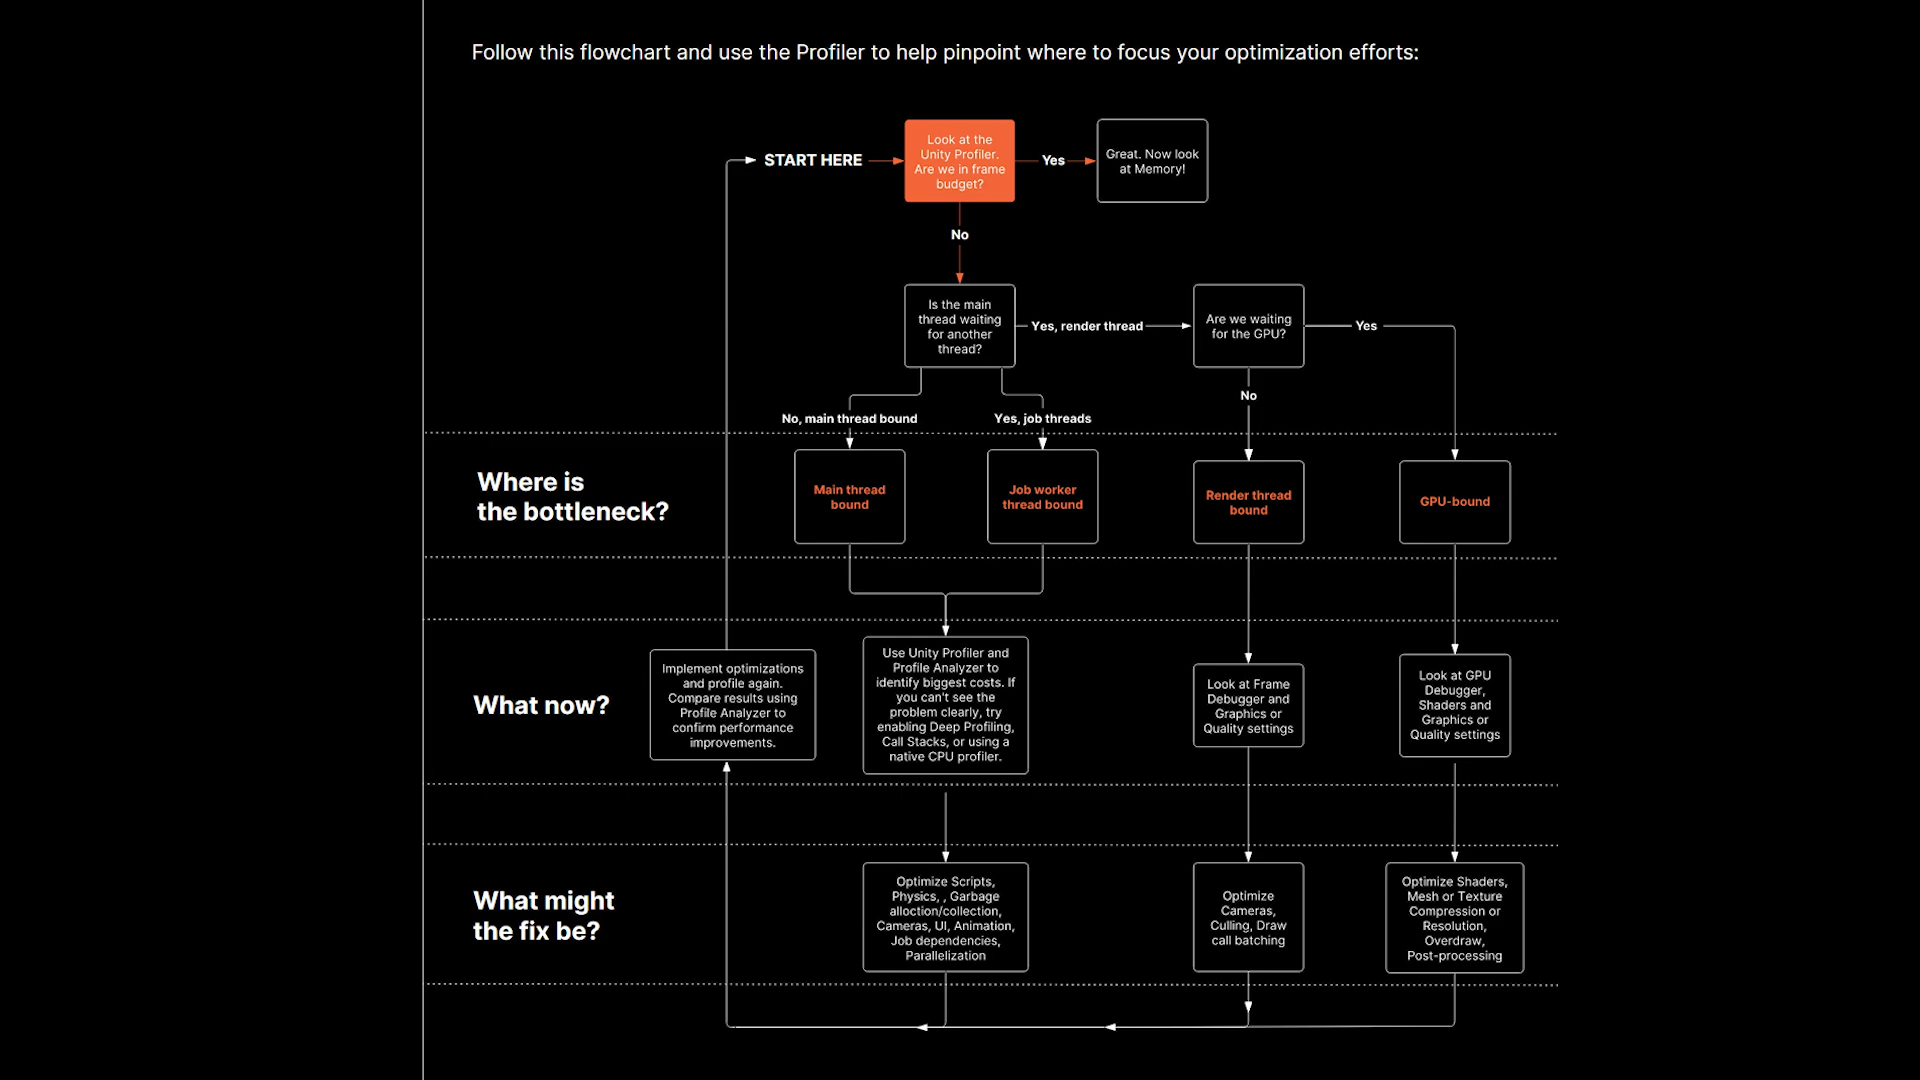 Follow this flowchart and use the Profiler to help pinpoint where to focus your optimization efforts:
START HERE
Look at the
Unity Profiler.
Are we in frame
budget?
Yes
Great. Now look
at Memory!
No
Is the main
thread waiting
for another
thread?
Yes, render thread
Are we waiting
for the GPU?
Yes
No
No, main thread bound
Yes, job threads
Where is
the bottleneck?
Main thread
bound
Job worker
thread bound
Render thread
bound
GPU-bound
What now?
Implement optimizations
and profile again.
Compare results using
Profile Analyzer to
confirm performance
improvements.
Use Unity Profiler and
Profile Analyzer to
identify biggest costs. If
you can't see the
problem clearly, try
enabling Deep Profiling,
Call Stacks, or using a
native CPU profiler.
Look at Frame
Debugger and
Graphics or
Quality settings
Look at GPU
Debugger,
Shaders and
Graphics or
Quality settings
What might
the fix be?
Optimize Scripts,
Physics, , Garbage
alloction/collection,
Cameras, UI, Animation,
Job dependencies,
Parallelization
Optimize
Cameras,
Culling, Draw
call batching
Optimize Shaders,
Mesh or Texture
Compression or
Resolution,
Overdraw,
Post-processing